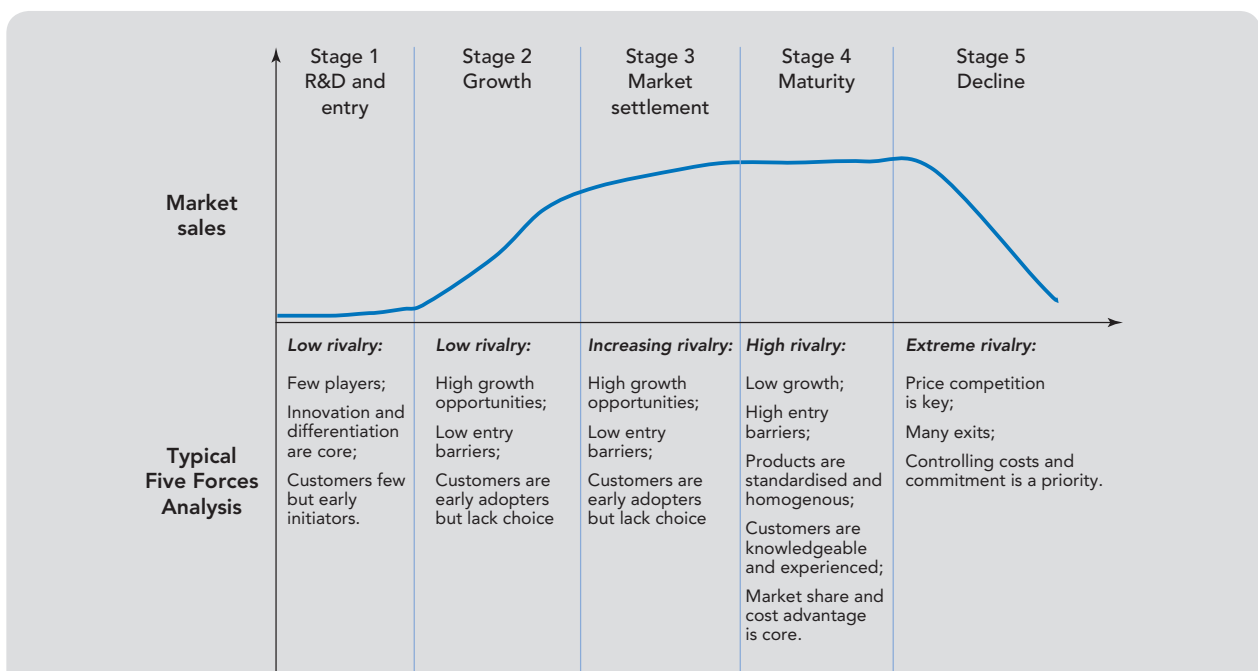 Stage 1
R&D and
entry
Stage 2
Growth
Stage 3
Market
settlement
Stage 4
Maturity
Stage 5
Decline
Market
sales
Typical
Five Forces
Analysis
Low rivalry:
Few players;
Innovation and
differentiation
are core;
Customers few
but early
initiators.
Low rivalry:
High growth
opportunities;
Low entry
barriers;
Customers are
early adopters
but lack choice
Increasing rivalry:
High growth
opportunities;
Low entry
barriers;
Customers are
early adopters
but lack choice
High rivalry:
Low growth;
High entry
barriers;
Products are
standardised and
homogenous;
Customers are
knowledgeable
and experienced;
Market share and
cost advantage
is core.
Extreme rivalry:
Price competition
is key;
Many exits;
Controlling costs and
commitment is a priority.